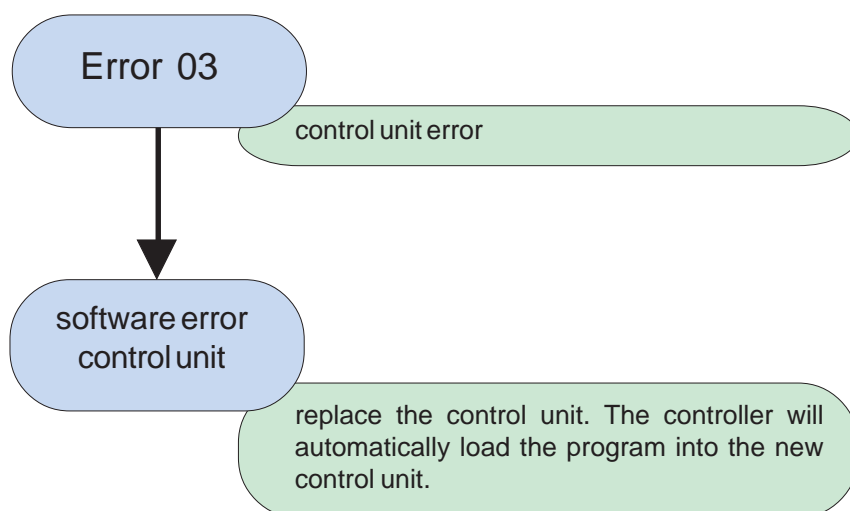 Error 03
control unit error
software error
control unit
replace the control unit. The controller will
automatically load the program into the new
control unit.